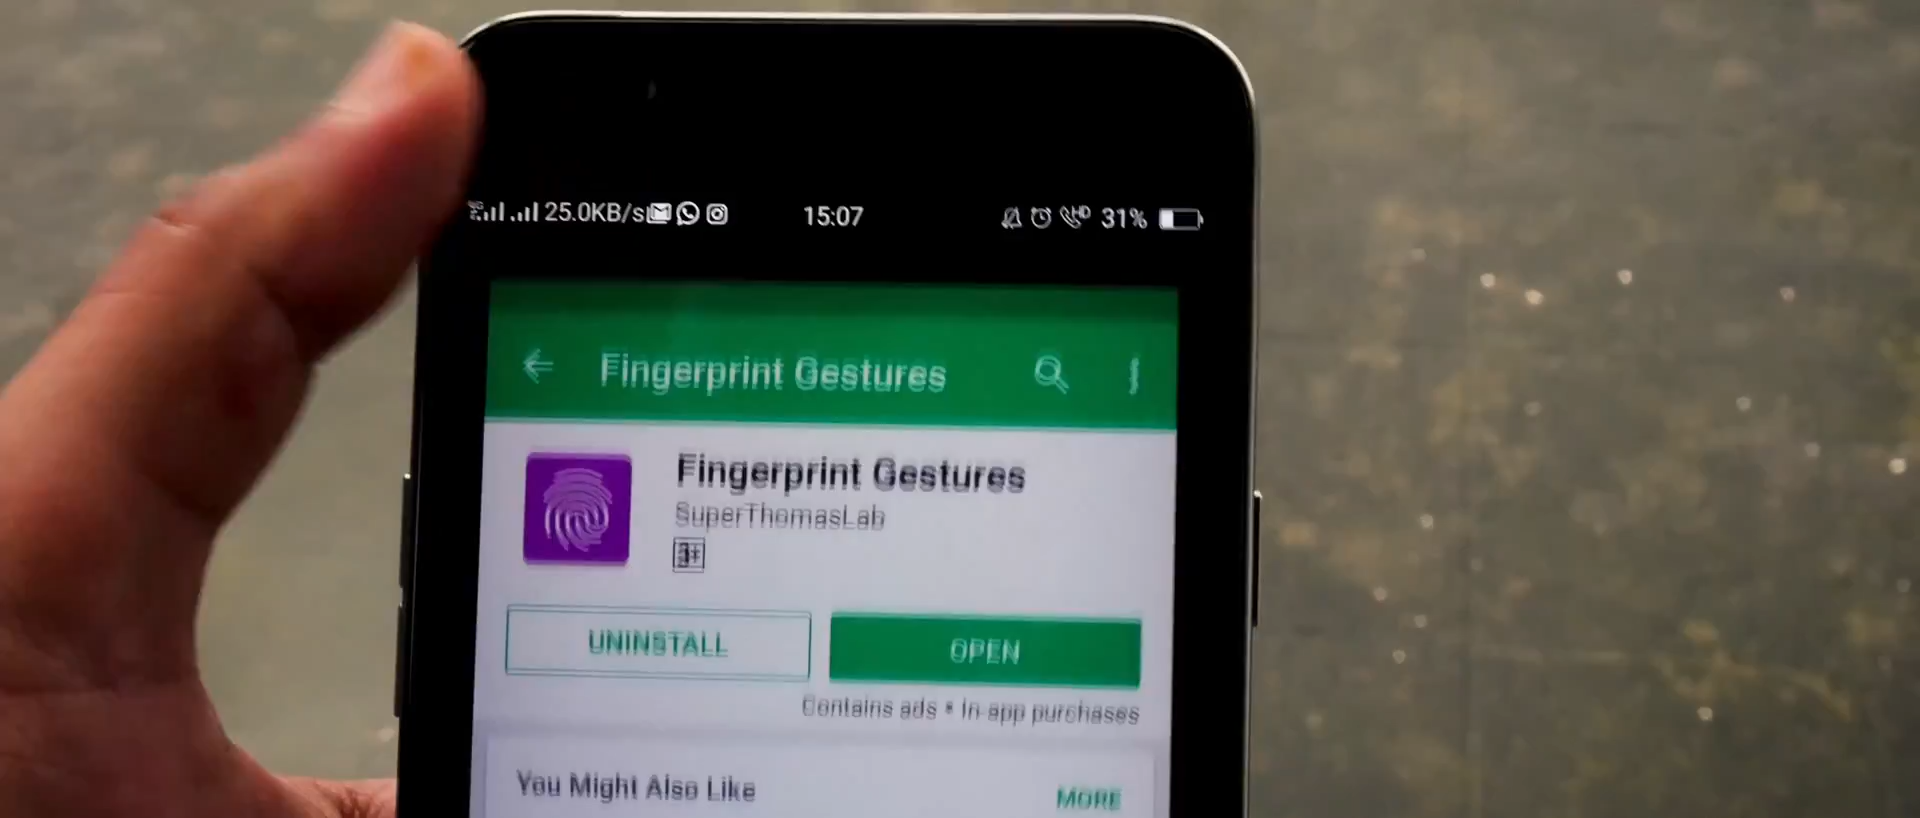 25.0KB/s 15:07 31%
Fingerprint Gestures
Fingerprint Gestures
SuperThomasLab
3+
UNINSTALL OPEN
Contains ads • In-app purchases
You Might Also Like MORE